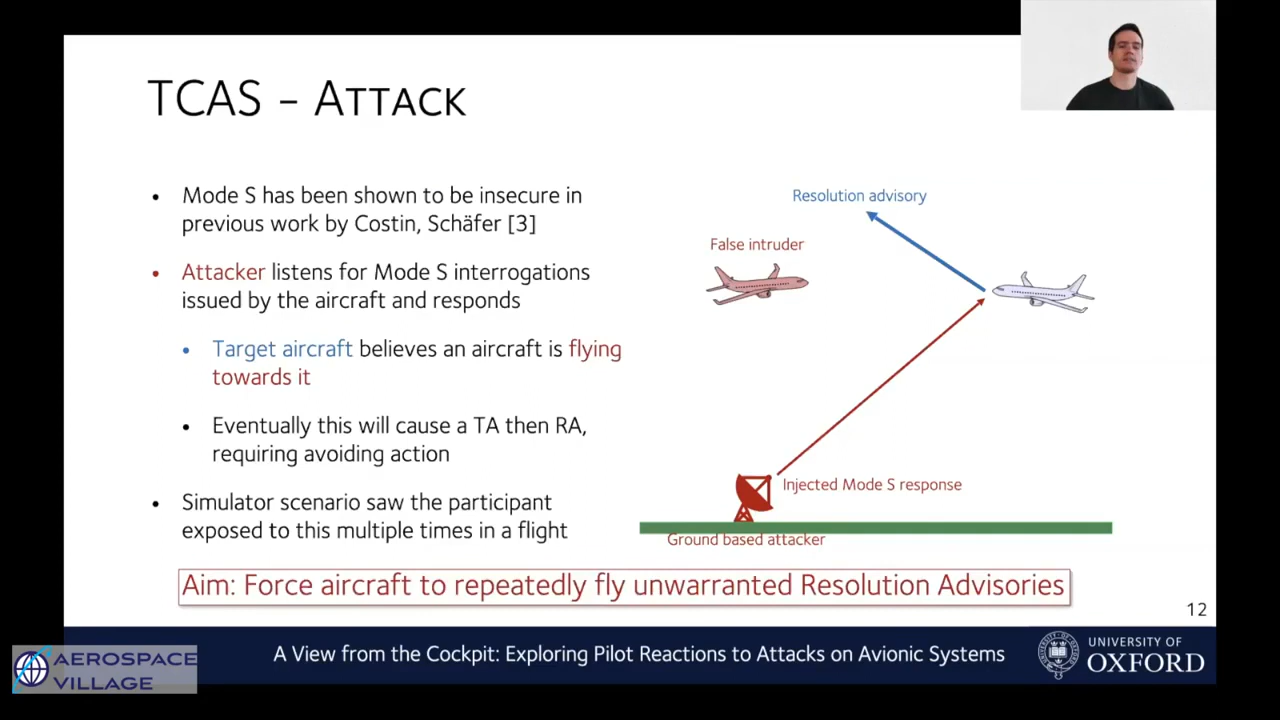 TCAS – ATTACK
• Mode S has been shown to be insecure in
previous work by Costin, Schäfer [3]
• Attacker listens for Mode S interrogations
issued by the aircraft and responds
• Target aircraft believes an aircraft is flying
towards it
• Eventually this will cause a TA then RA,
requiring avoiding action
• Simulator scenario saw the participant
exposed to this multiple times in a flight
Resolution advisory
False intruder
Injected Mode S response
Ground based attacker
Aim: Force aircraft to repeatedly fly unwarranted Resolution Advisories
12
AEROSPACE
VILLAGE
A View from the Cockpit: Exploring Pilot Reactions to Attacks on Avionic Systems
UNIVERSITY OF
OXFORD